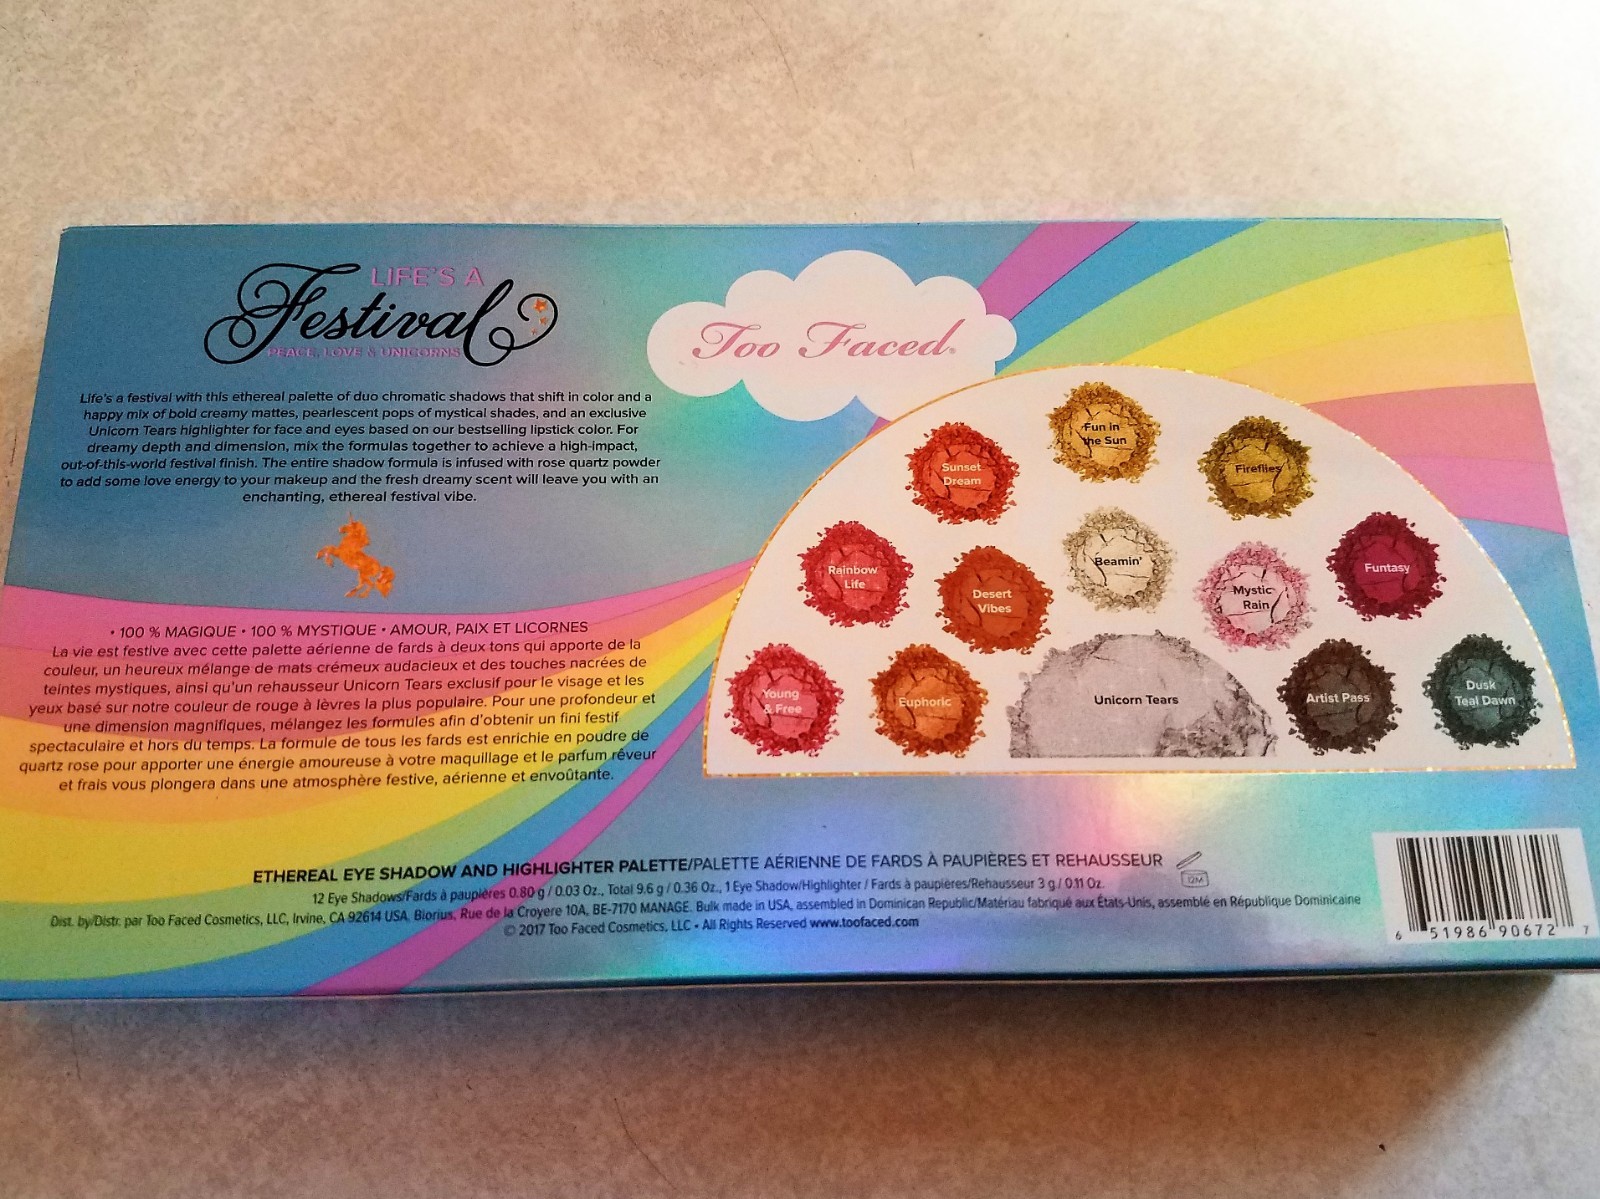 LIFE'S A
Festival
PEACE, LOVE & UNICORNS
Too Faced®
Life's a festival with this ethereal palette of duo chromatic shadows that shift in color and a
happy mix of bold creamy mattes, pearlescent pops of mystical shades, and an exclusive
Unicorn Tears highlighter for face and eyes based on our bestselling lipstick color. For
dreamy depth and dimension, mix the formulas together to achieve a high-impact,
out-of-this-world festival finish. The entire shadow formula is infused with rose quartz powder
to add some love energy to your makeup and the fresh dreamy scent will leave you with an
enchanting, ethereal festival vibe.
• 100 % MAGIQUE • 100 % MYSTIQUE • AMOUR, PAIX ET LICORNES
La vie est festive avec cette palette aérienne de fards à deux tons qui apporte de la
couleur, un heureux mélange de mats crémeux audacieux et des touches nacrées de
teintes mystiques, ainsi qu'un rehausseur Unicorn Tears exclusif pour le visage et les
yeux basé sur notre couleur de rouge à lèvres la plus populaire. Pour une profondeur et
une dimension magnifiques, mélangez les formules afin d'obtenir un fini festif
spectaculaire et hors du temps. La formule de tous les fards est enrichie en poudre de
quartz rose pour apporter une énergie amoureuse à votre maquillage et le parfum rêveur
et frais vous plongera dans une atmosphère festive, aérienne et envoûtante.
Fun in
the Sun
Sunset
Dream
Fireflies
Rainbow
Life
Desert
Vibes
Beamin'
Mystic
Rain
Funtasy
Young
& Free
Euphoric
Unicorn Tears
Artist Pass
Dusk
Teal Dawn
ETHEREAL EYE SHADOW AND HIGHLIGHTER PALETTE/PALETTE AÉRIENNE DE FARDS À PAUPIÈRES ET REHAUSSEUR
12M
12 Eye Shadows/Fards à paupières 0.80 g / 0.03 Oz., Total 9.6 g / 0.36 Oz., 1 Eye Shadow/Highlighter / Fards à paupières/Rehausseur 3 g / 0.11 Oz.
Dist. by/Distr. par Too Faced Cosmetics, LLC, Irvine, CA 92614 USA. Biorius, Rue de la Croyere 10A, BE-7170 MANAGE. Bulk made in USA, assembled in Dominican Republic/Matériau fabriqué aux États-Unis, assemblé en République Dominicaine
© 2017 Too Faced Cosmetics, LLC • All Rights Reserved www.toofaced.com
6 51986 90672 7